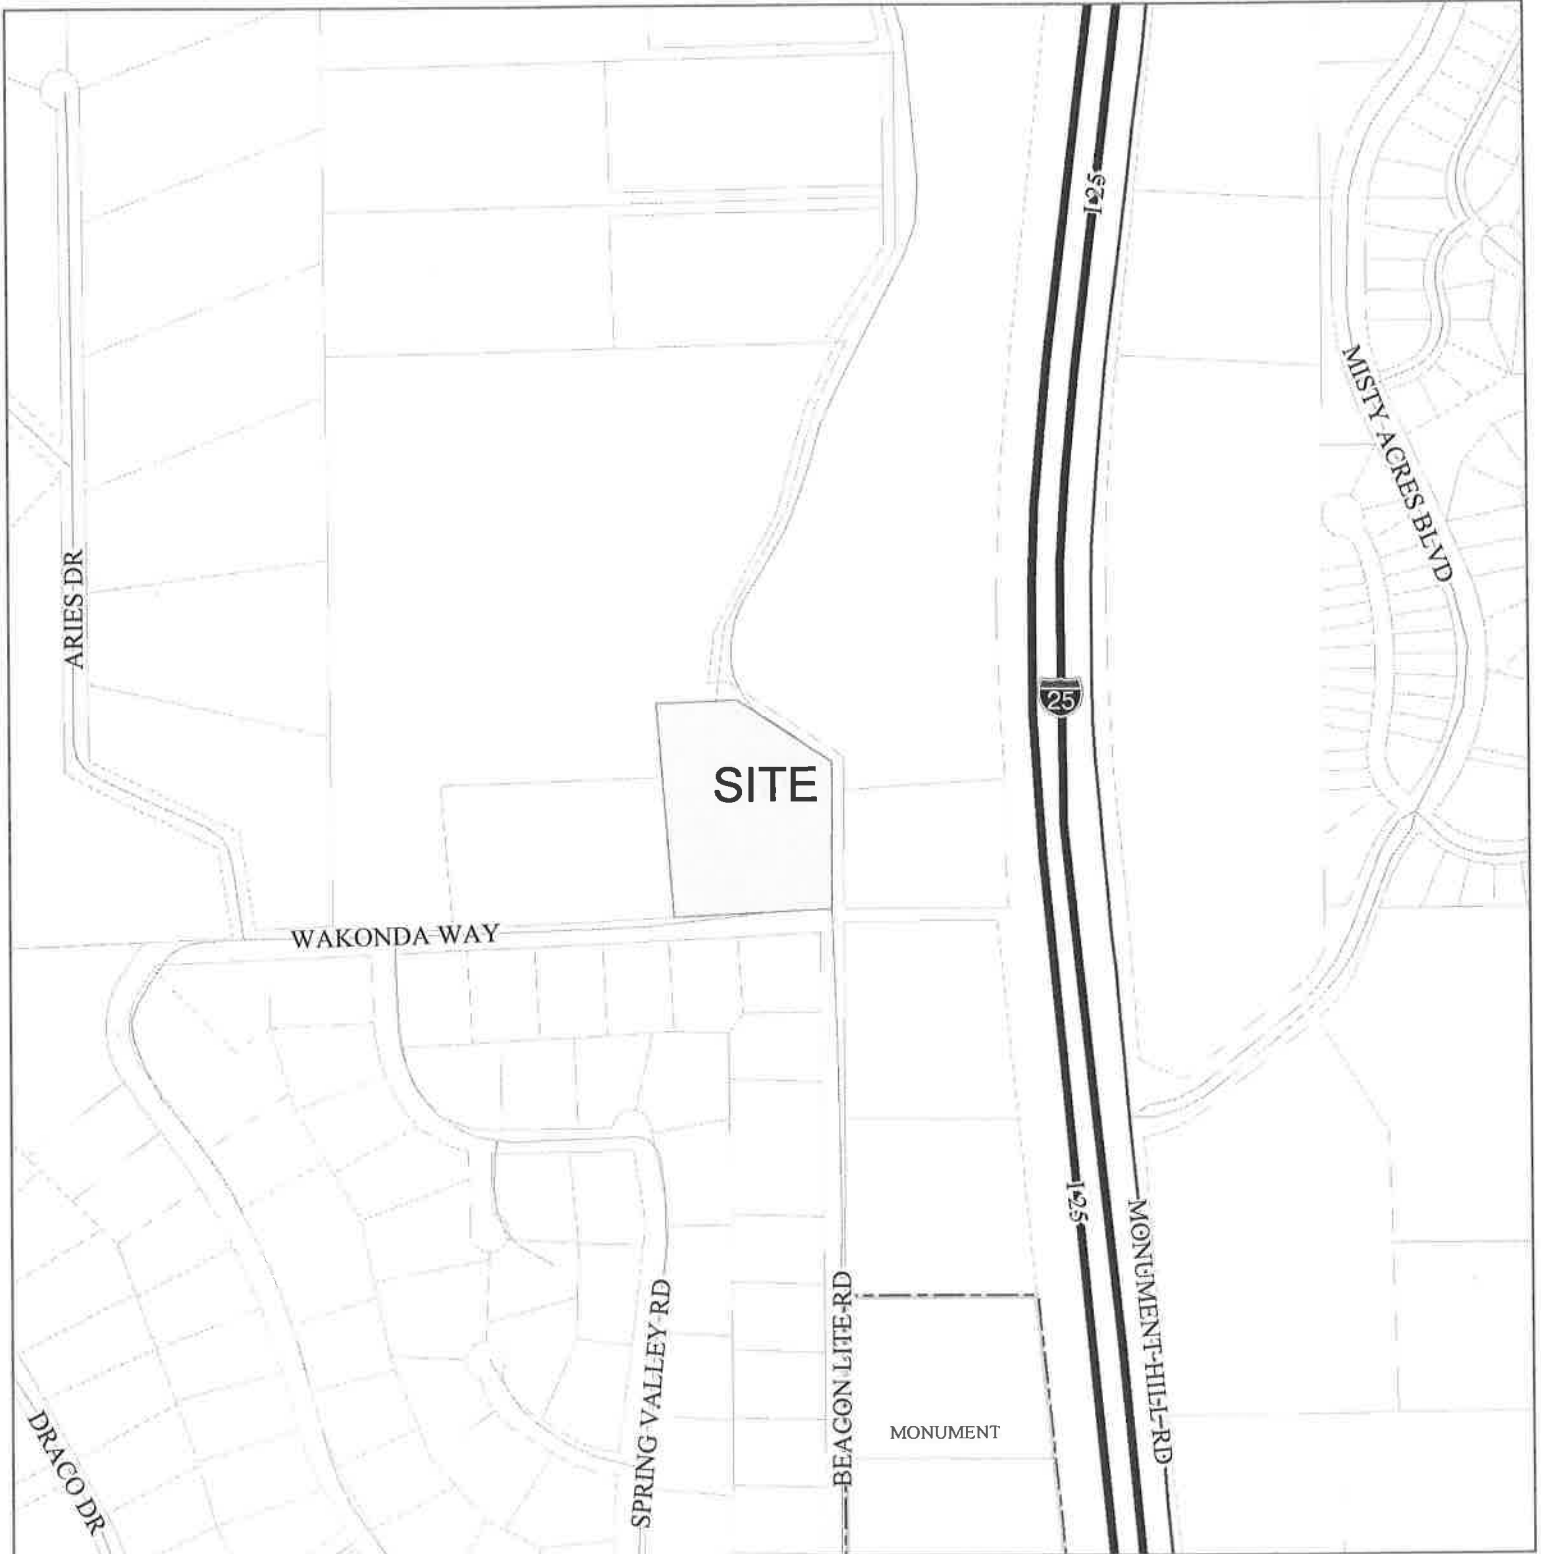 I-25
MISTY ACRES BLVD
ARIES DR
25
SITE
WAKONDA WAY
I-25
MONUMENT HILL RD
SPRING VALLEY RD
BEACON LITE RD
MONUMENT
DRACO DR